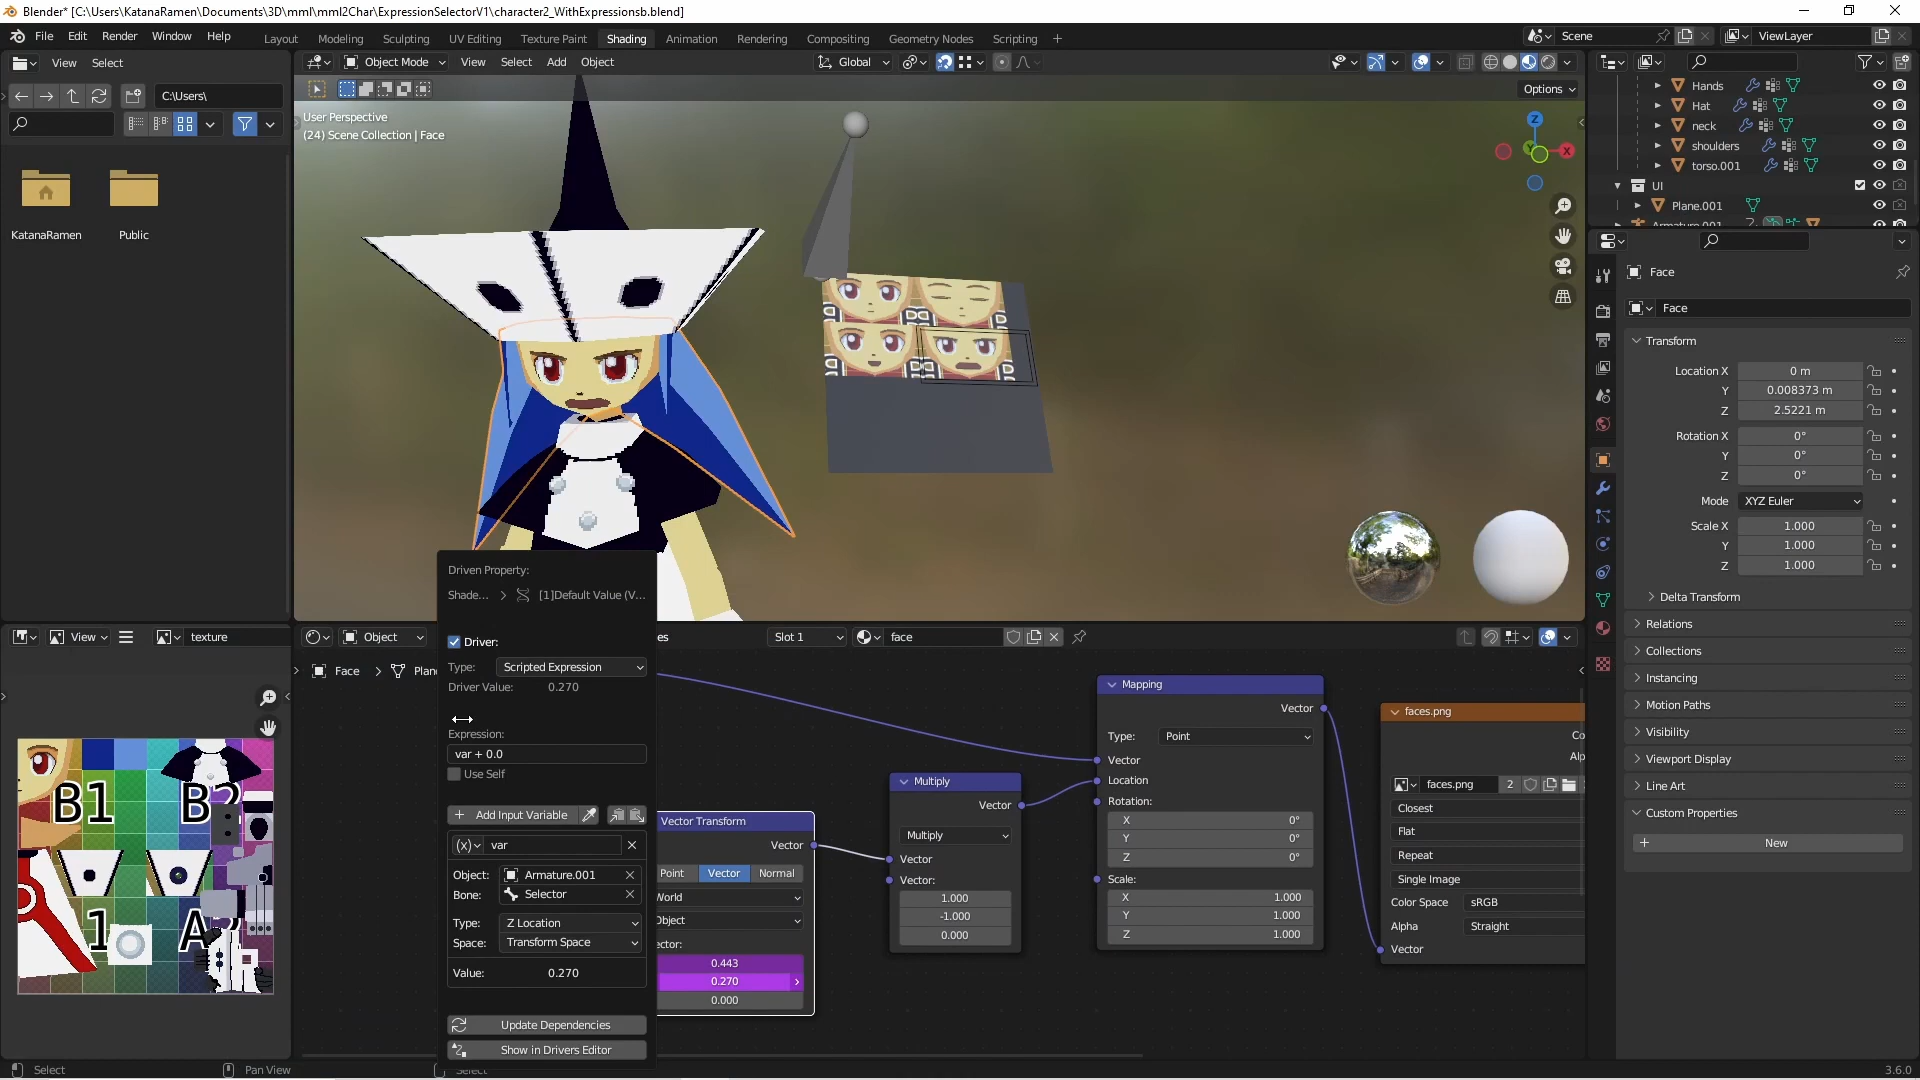 Blender* [C:\Users\KatanaRamen\Documents\3D\mml\mml2Char\ExpressionSelectorV1\character2_WithExpressionsb.blend]
File Edit Render Window Help Layout Modeling Sculpting UV Editing Texture Paint Shading Animation Rendering Compositing Geometry Nodes Scripting + Scene ViewLayer
View Select
Object Mode View Select Add Object Global
C:\Users\
Options
KatanaRamen Public
User Perspective
(24) Scene Collection | Face
Z
X
Hands
Hat
neck
shoulders
torso.001
UI
Plane.001
Armature.001
Face
Face
Transform
Location X 0 m
Y 0.008373 m
Z 2.5221 m
Rotation X 0°
Y 0°
Z 0°
Mode XYZ Euler
Scale X 1.000
Y 1.000
Z 1.000
Delta Transform
Relations
Collections
Instancing
Motion Paths
Visibility
Viewport Display
Line Art
Custom Properties
New
View texture
B1 B2
1 A
Object
es Slot 1 face
Face Plan
Driven Property:
Shade... [1]Default Value (V...
Driver:
Type: Scripted Expression
Driver Value: 0.270
Expression:
var + 0.0
Use Self
Add Input Variable
(x) var
Object: Armature.001
Bone: Selector
Type: Z Location
Space: Transform Space
Value: 0.270
Update Dependencies
Show in Drivers Editor
Vector Transform
Vector
Point Vector Normal
World
Object
ector:
0.443
0.270
0.000
Multiply
Vector
Multiply
Vector
Vector:
1.000
-1.000
0.000
Mapping
Vector
Type: Point
Vector
Location
Rotation:
X 0°
Y 0°
Z 0°
Scale:
X 1.000
Y 1.000
Z 1.000
faces.png
Co
Alp
faces.png 2
Closest
Flat
Repeat
Single Image
Color Space sRGB
Alpha Straight
Vector
Select Pan View Select 3.6.0